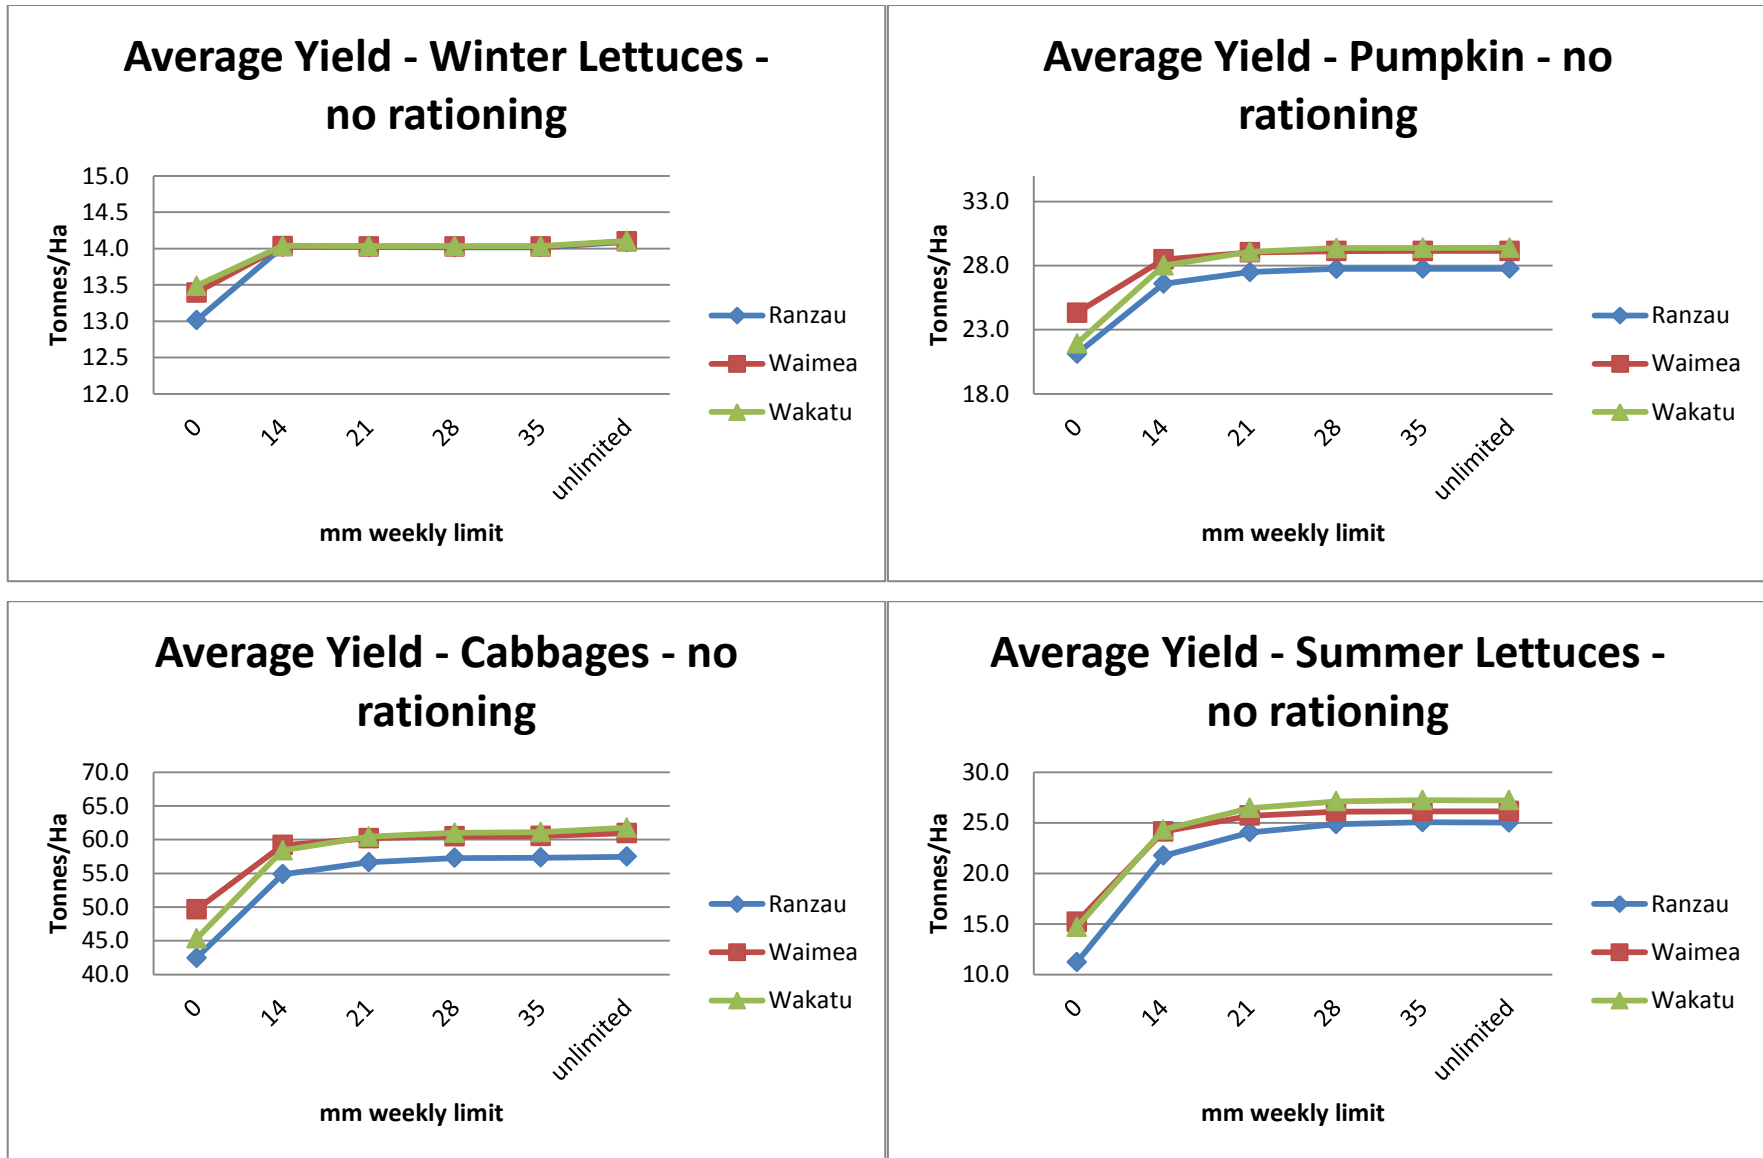 Average Yield - Winter Lettuces -
no rationing
Tonnes/Ha
15.0
14.5
14.0
13.5
13.0
12.5
12.0
0
14
21
28
35
unlimited
mm weekly limit
Ranzau
Waimea
Wakatu
Average Yield - Pumpkin - no
rationing
Tonnes/Ha
33.0
28.0
23.0
18.0
0
14
21
28
35
unlimited
mm weekly limit
Ranzau
Waimea
Wakatu
Average Yield - Cabbages - no
rationing
Tonnes/Ha
70.0
65.0
60.0
55.0
50.0
45.0
40.0
0
14
21
28
35
unlimited
mm weekly limit
Ranzau
Waimea
Wakatu
Average Yield - Summer Lettuces -
no rationing
Tonnes/Ha
30.0
25.0
20.0
15.0
10.0
0
14
21
28
35
unlimited
mm weekly limit
Ranzau
Waimea
Wakatu